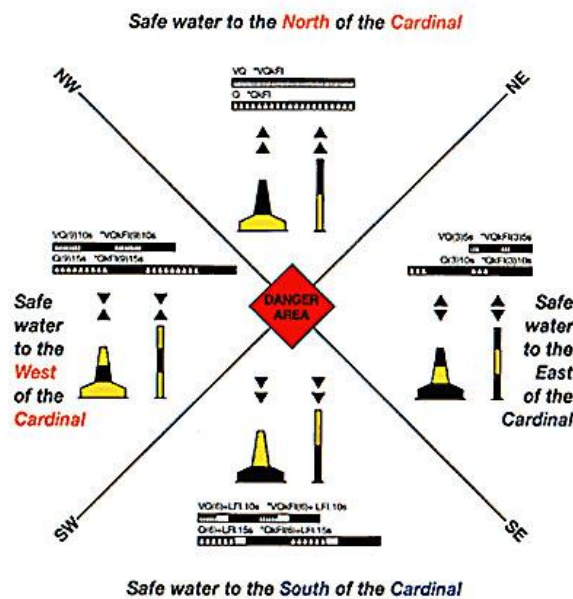 Safe water to the North of the Cardinal
NW
NE
VQ *VQkFl
Q *QkFl
VQ(9)10s *VQkFl(9)10s
Q(9)15s *QkFl(9)15s
VQ(3)5s *VQkFl(3)5s
Q(3)10s *QkFl(3)10s
DANGER
AREA
Safe
water
to the
West
of the
Cardinal
Safe
water
to the
East
of the
Cardinal
VQ(6)+LFl.10s *VQkFl(6)+LFl.10s
Q(6)+LFl.15s *QkFl(6)+LFl.15s
SW
SE
Safe water to the South of the Cardinal